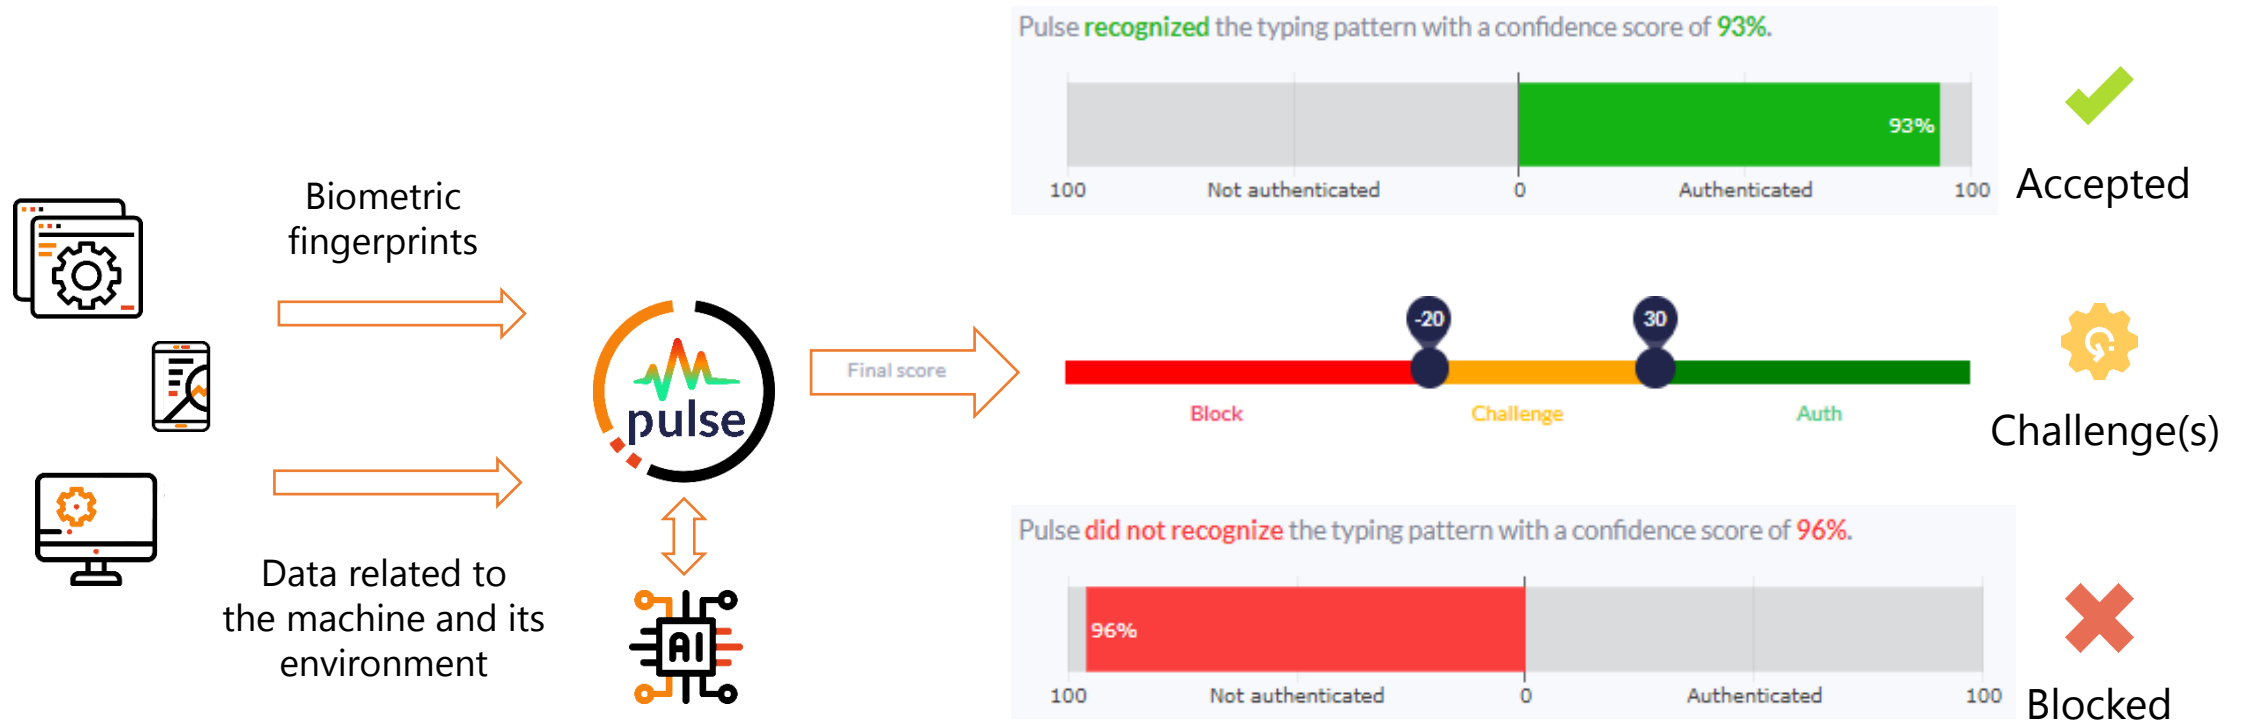 Biometric
fingerprints
Data related to
the machine and its
environment
pulse
AI
Final score
Pulse recognized the typing pattern with a confidence score of 93%.
93%
100 Not authenticated 0 Authenticated 100
Accepted
-20 30
Block Challenge Auth
Challenge(s)
Pulse did not recognize the typing pattern with a confidence score of 96%.
96%
100 Not authenticated 0 Authenticated 100
Blocked